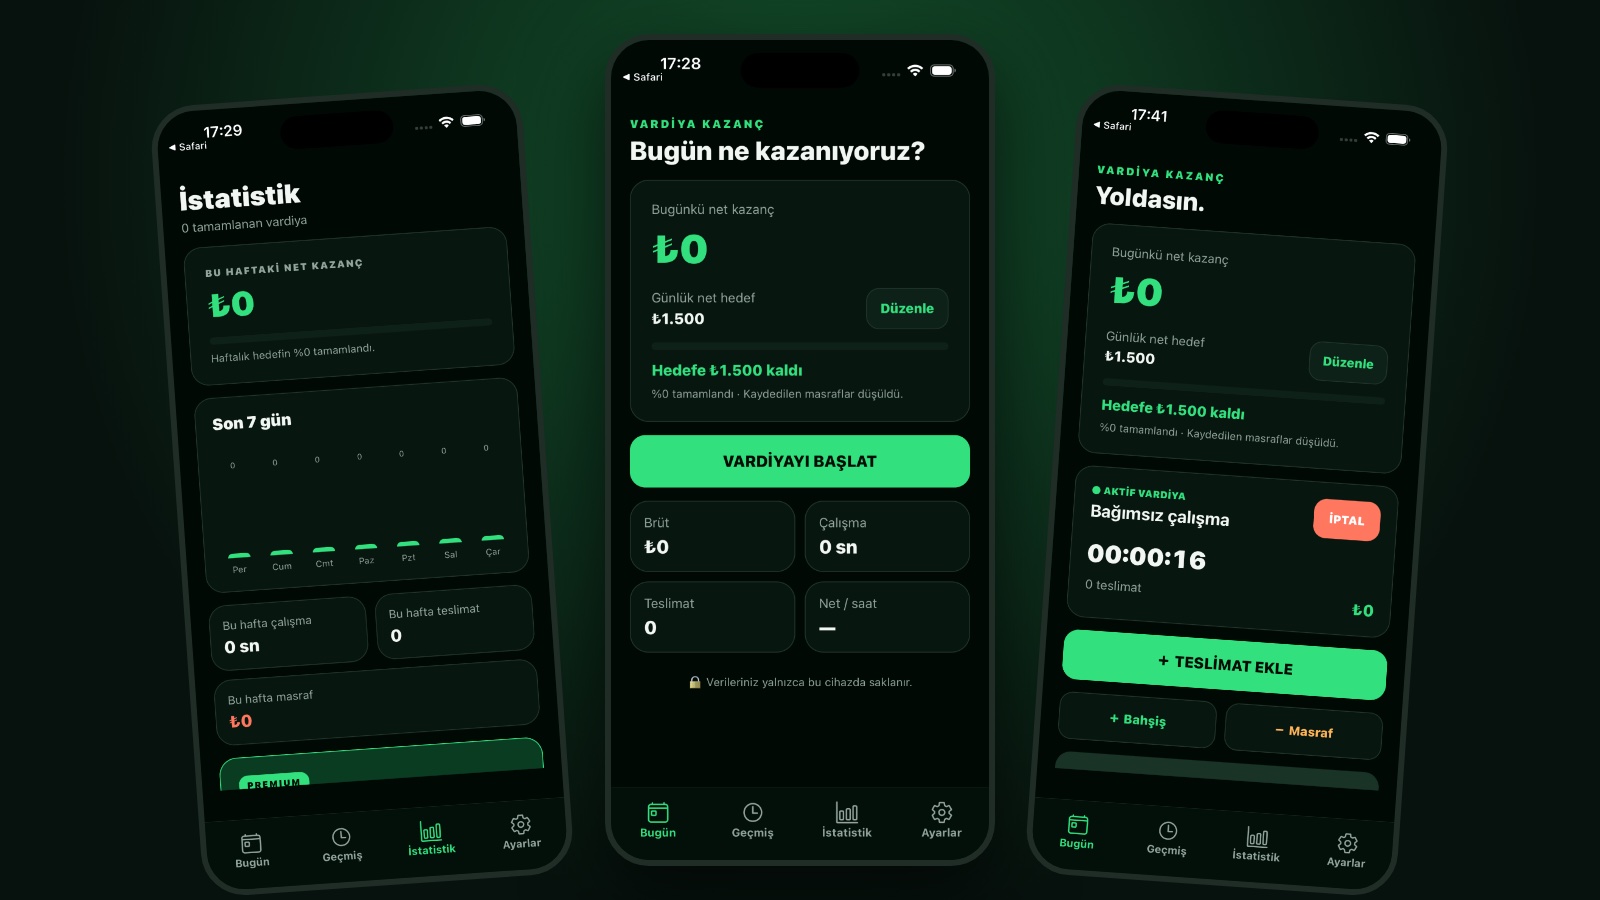 17:29
◀ Safari
İstatistik
0 tamamlanan vardiya
BU HAFTAKİ NET KAZANÇ
₺0
Haftalık hedefin %0 tamamlandı.
Son 7 gün
0 0 0 0 0 0 0
Per Cum Cmt Paz Pzt Sal Çar
Bu hafta çalışma
0 sn
Bu hafta teslimat
0
Bu hafta masraf
₺0
PREMIUM
Bugün Geçmiş İstatistik Ayarlar
17:28
◀ Safari
VARDİYA KAZANÇ
Bugün ne kazanıyoruz?
Bugünkü net kazanç
₺0
Günlük net hedef
₺1.500
Düzenle
Hedefe ₺1.500 kaldı
%0 tamamlandı · Kaydedilen masraflar düşüldü.
VARDİYAYI BAŞLAT
Brüt
₺0
Çalışma
0 sn
Teslimat
0
Net / saat
—
🔒 Verileriniz yalnızca bu cihazda saklanır.
Bugün Geçmiş İstatistik Ayarlar
17:41
◀ Safari
VARDİYA KAZANÇ
Yoldasın.
Bugünkü net kazanç
₺0
Günlük net hedef
₺1.500
Düzenle
Hedefe ₺1.500 kaldı
%0 tamamlandı · Kaydedilen masraflar düşüldü.
AKTİF VARDİYA
Bağımsız çalışma
İPTAL
00:00:16
0 teslimat
₺0
+ TESLİMAT EKLE
+ Bahşiş
− Masraf
Bugün Geçmiş İstatistik Ayarlar